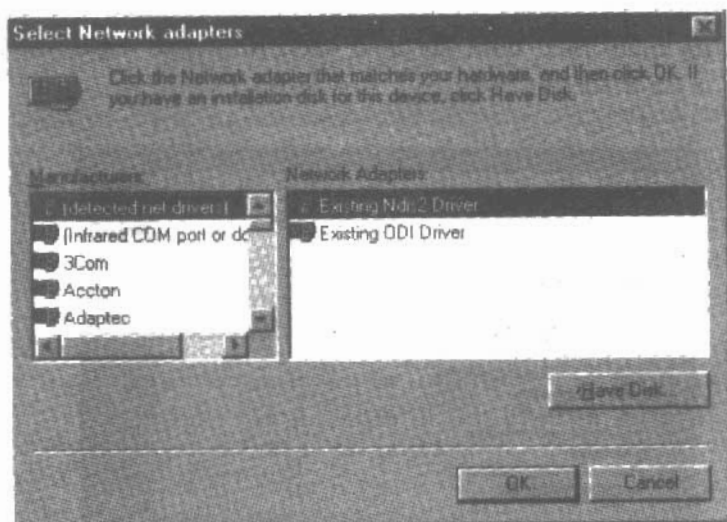 Select Network adapters
Click the Network adapter that matches your hardware, and then click OK. If
you have an installation disk for this device, click Have Disk.
Manufacturers:
Network Adapters:
[detected net drivers]
(Infrared COM port or do
3Com
Accton
Adaptec
Existing Ndis2 Driver
Existing ODI Driver
Have Disk...
OK
Cancel